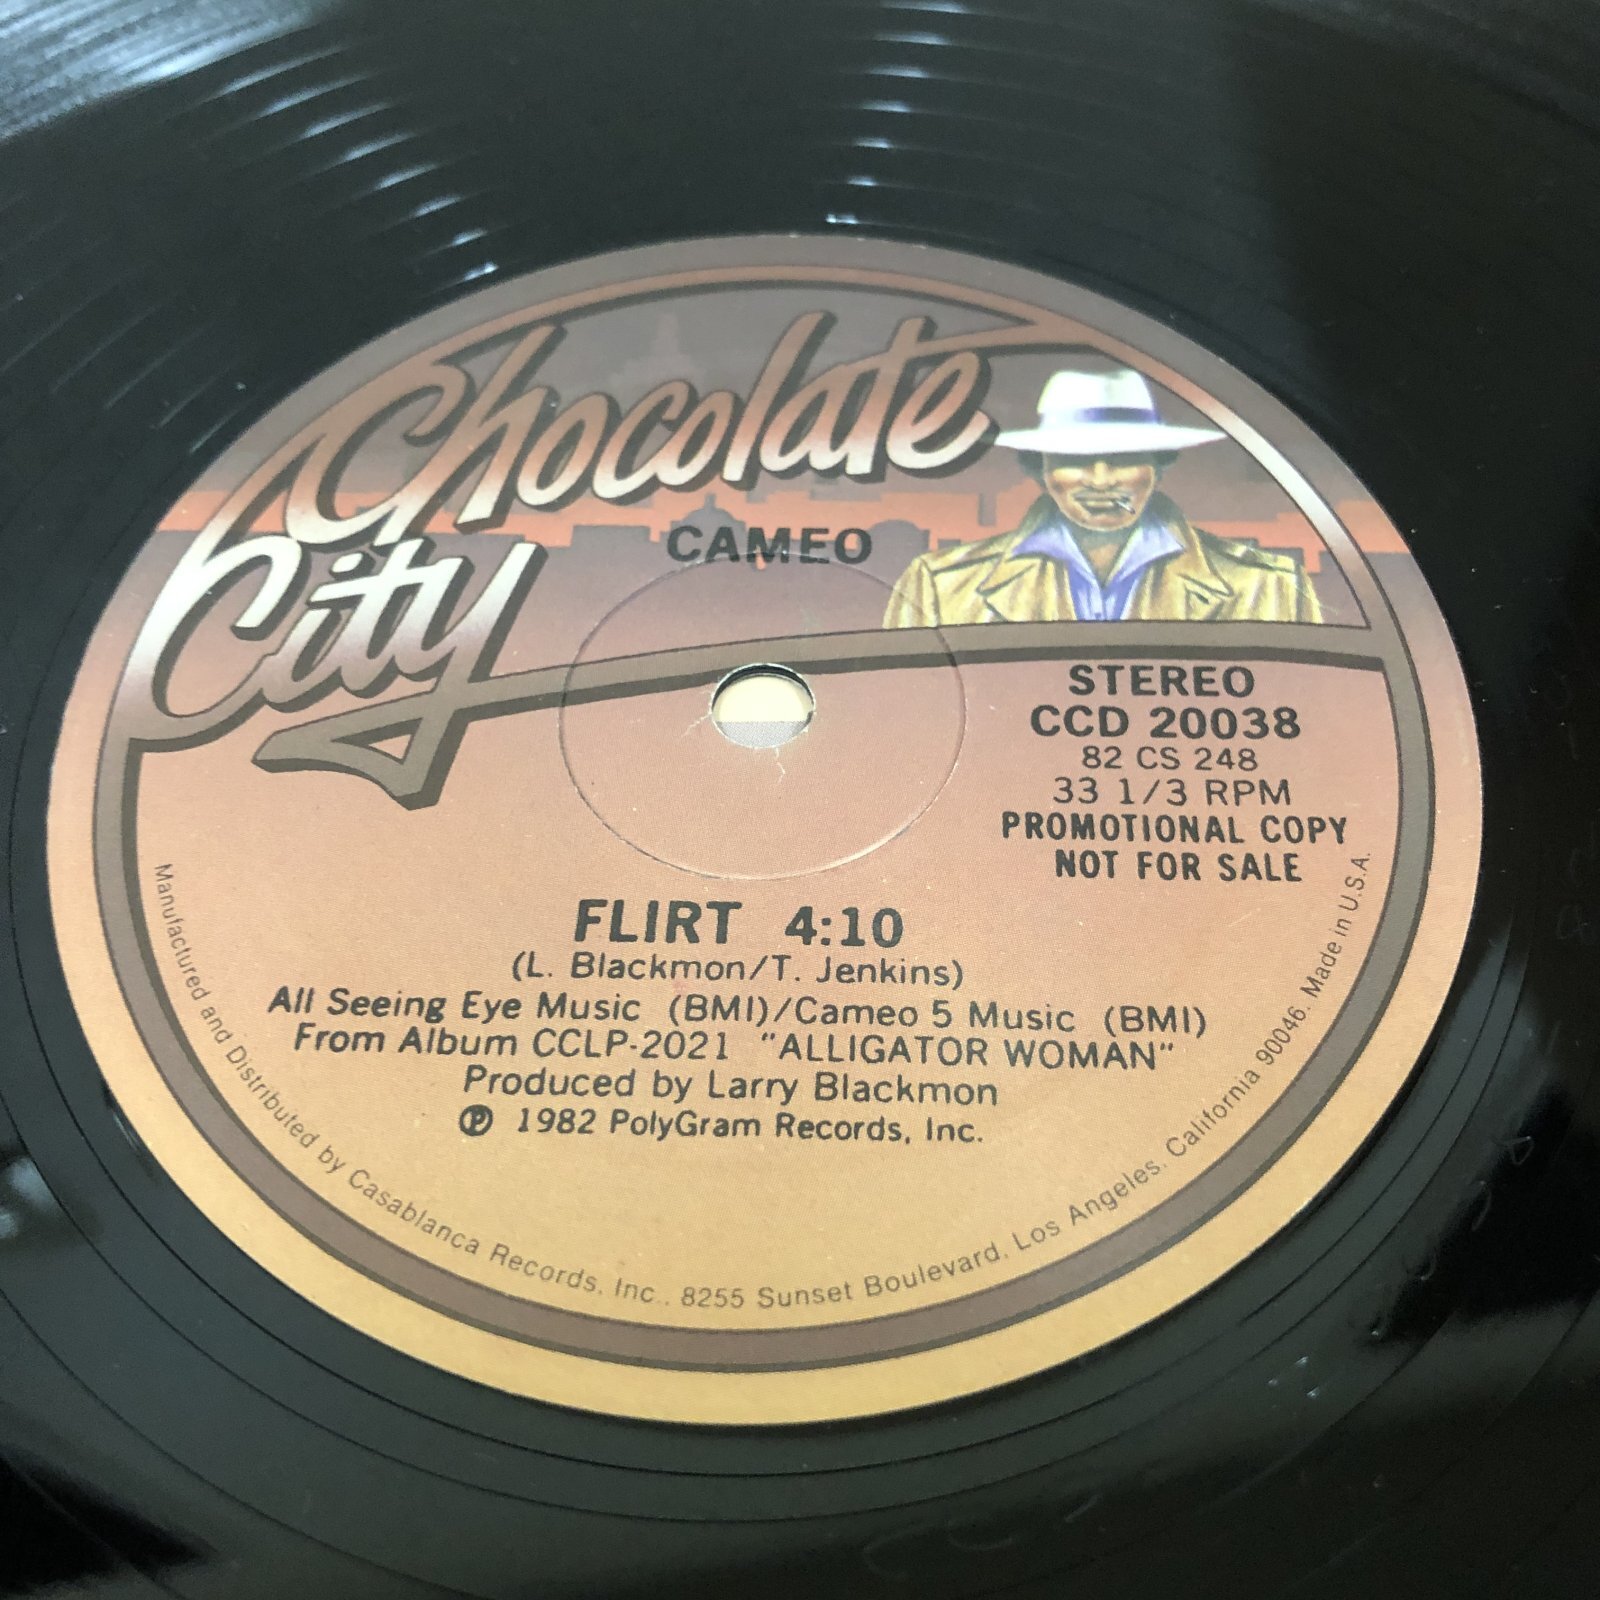 Chocolate
City
CAMEO
STEREO
CCD 20038
82 CS 248
33 1/3 RPM
PROMOTIONAL COPY
NOT FOR SALE
FLIRT 4:10
(L. Blackmon/T. Jenkins)
All Seeing Eye Music (BMI)/Cameo 5 Music (BMI)
From Album CCLP-2021 "ALLIGATOR WOMAN"
Produced by Larry Blackmon
Ⓟ 1982 PolyGram Records, Inc.
Manufactured and Distributed by Casablanca Records, Inc., 8255 Sunset Boulevard, Los Angeles, California 90046. Made in U.S.A.